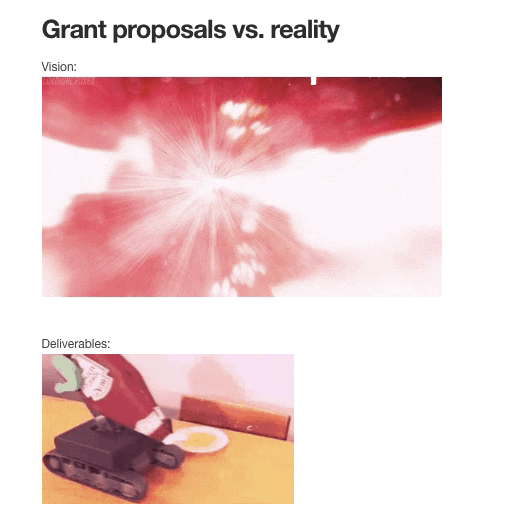 Grant proposals vs. reality
Vision:
Deliverables: